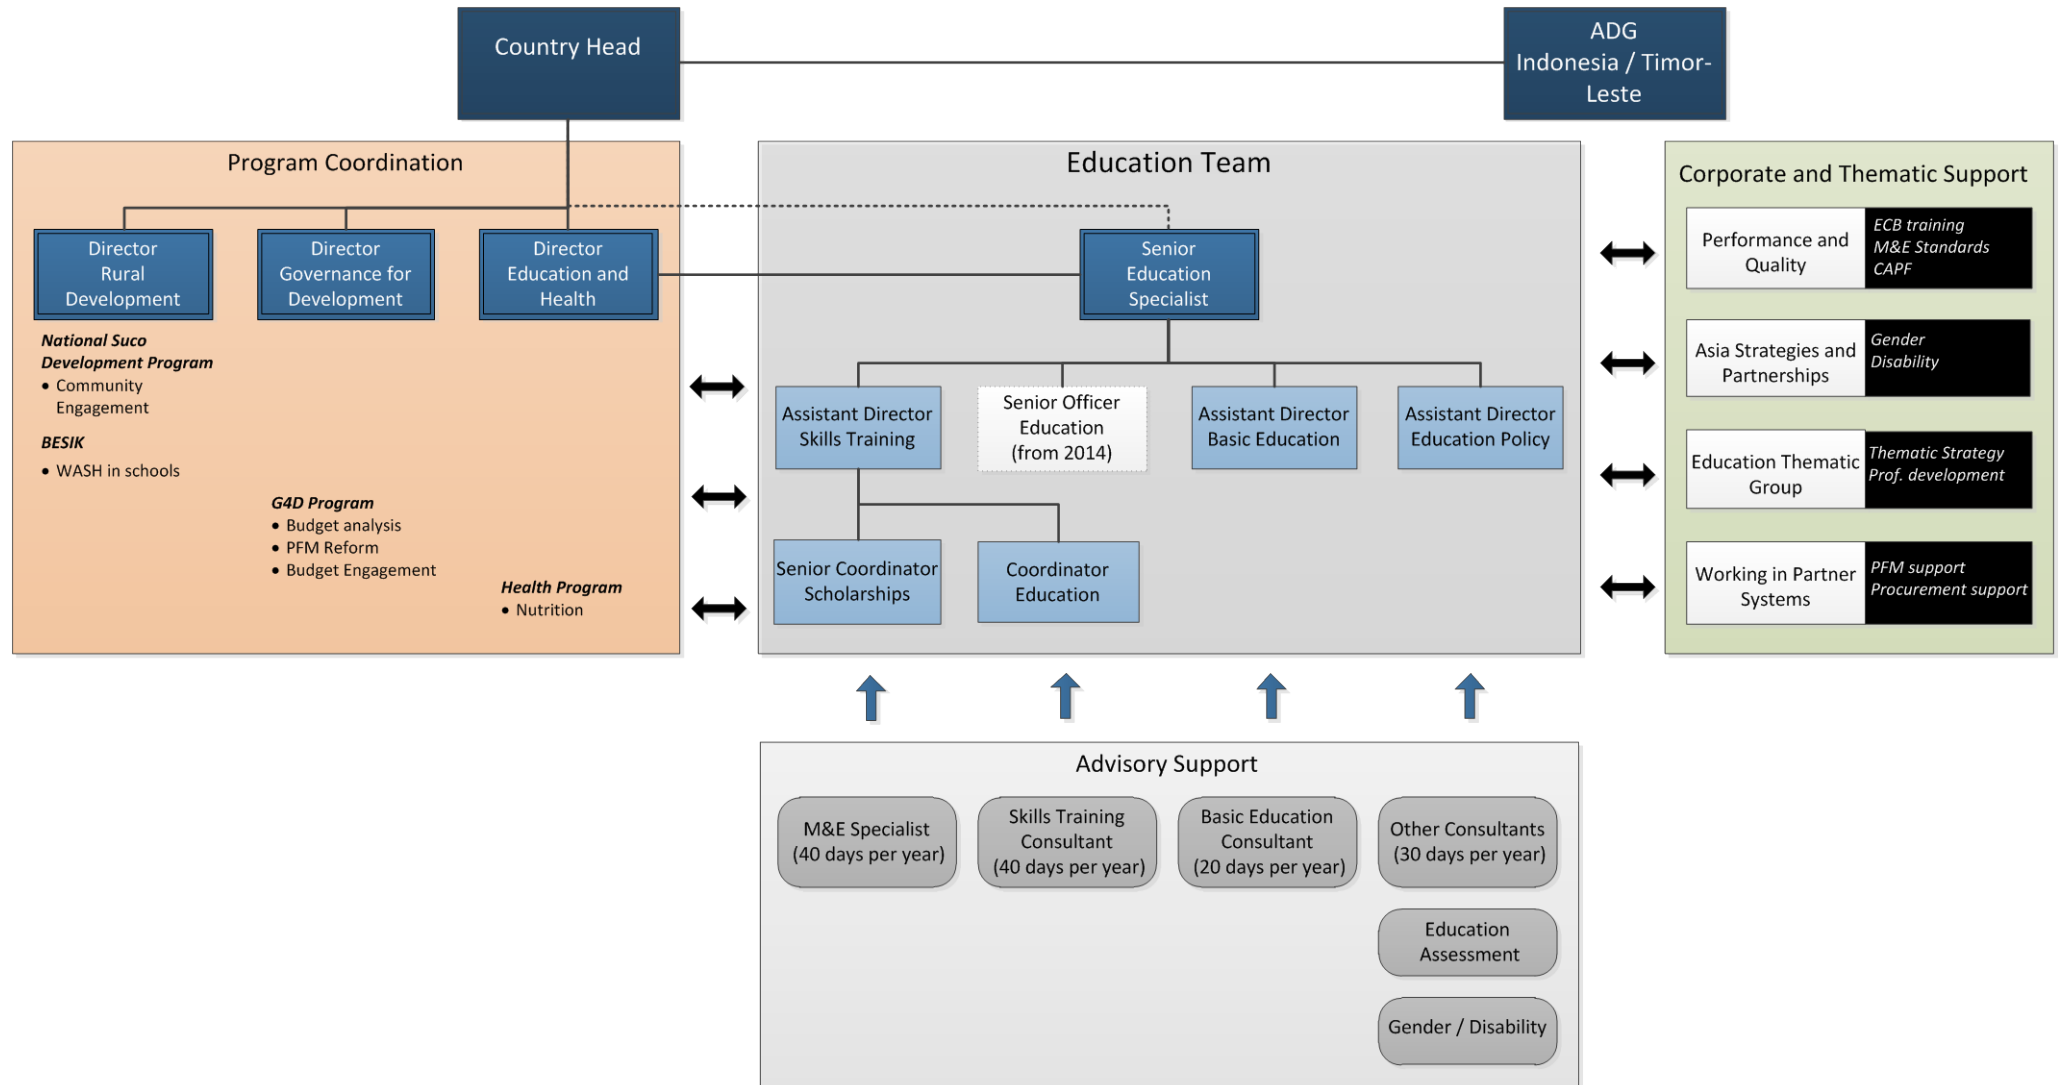 Country Head
ADG
Indonesia / Timor-
Leste
Program Coordination
Director
Rural
Development
Director
Governance for
Development
Director
Education and
Health
National Suco
Development Program
• Community
Engagement
BESIK
• WASH in schools
G4D Program
• Budget analysis
• PFM Reform
• Budget Engagement
Health Program
• Nutrition
Education Team
Senior
Education
Specialist
Assistant Director
Skills Training
Senior Officer
Education
(from 2014)
Assistant Director
Basic Education
Assistant Director
Education Policy
Senior Coordinator
Scholarships
Coordinator
Education
Corporate and Thematic Support
Performance and
Quality
ECB training
M&E Standards
CAPF
Asia Strategies and
Partnerships
Gender
Disability
Education Thematic
Group
Thematic Strategy
Prof. development
Working in Partner
Systems
PFM support
Procurement support
Advisory Support
M&E Specialist
(40 days per year)
Skills Training
Consultant
(40 days per year)
Basic Education
Consultant
(20 days per year)
Other Consultants
(30 days per year)
Education
Assessment
Gender / Disability